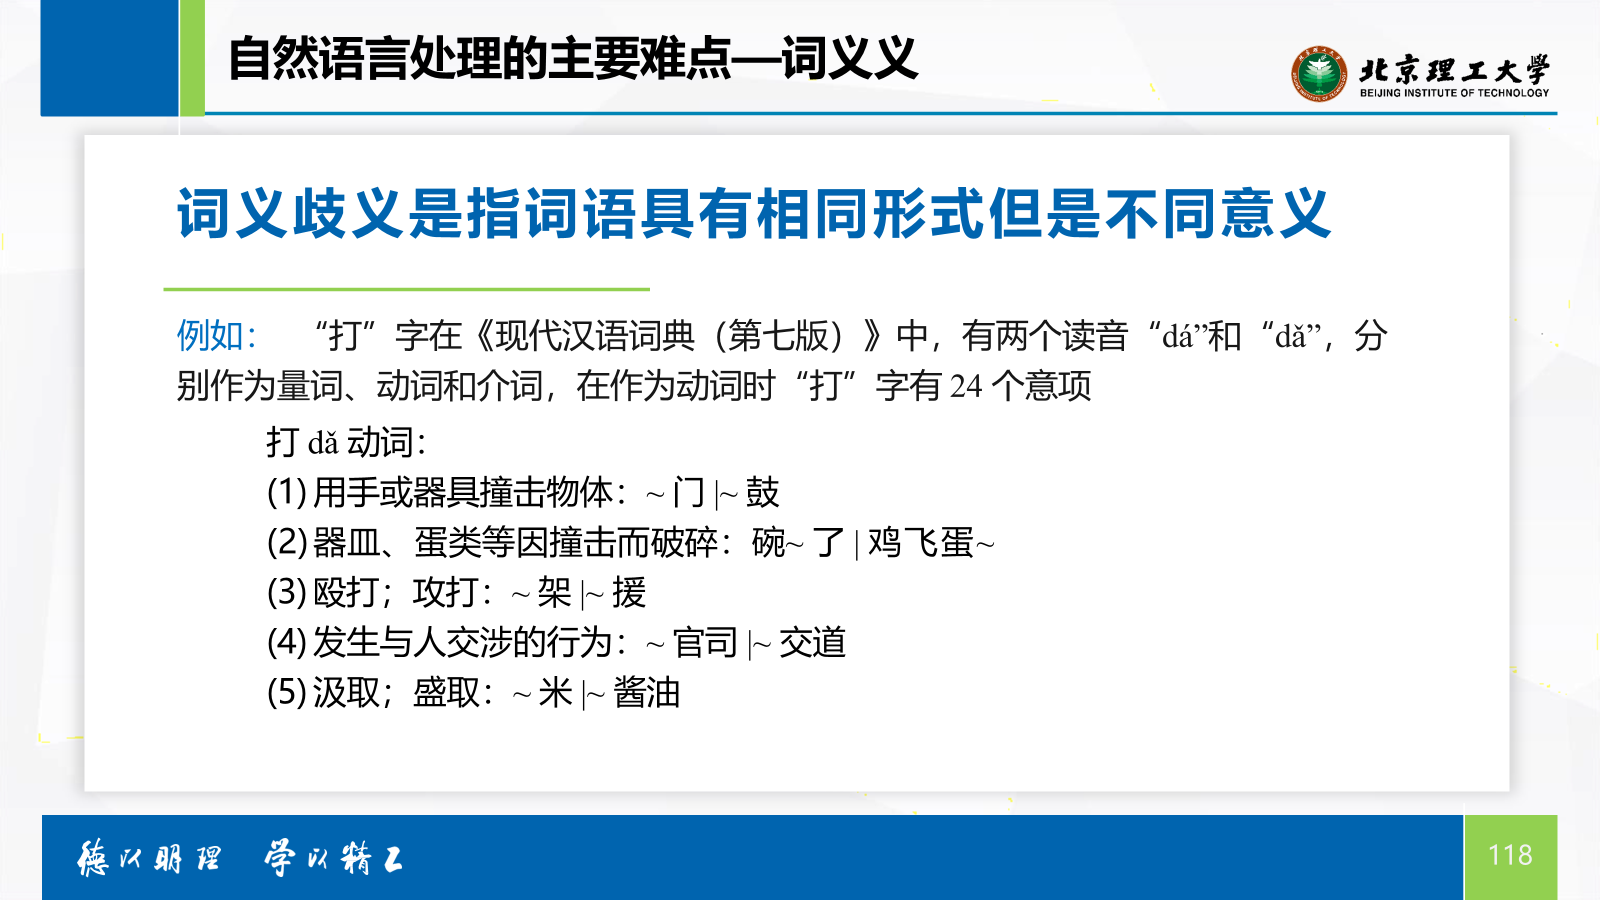 自然语言处理的主要难点—词义义
北京理工大学
BEIJING INSTITUTE OF TECHNOLOGY
词义歧义是指词语具有相同形式但是不同意义
例如： “打”字在《现代汉语词典（第七版）》中，有两个读音“dá”和“dǎ”，分
别作为量词、动词和介词，在作为动词时“打”字有 24 个意项
打 dǎ 动词：
(1) 用手或器具撞击物体：~ 门 |~ 鼓
(2) 器皿、蛋类等因撞击而破碎：碗~ 了 | 鸡飞蛋~
(3) 殴打；攻打：~ 架 |~ 援
(4) 发生与人交涉的行为：~ 官司 |~ 交道
(5) 汲取；盛取：~ 米 |~ 酱油
德以明理 学以精工
118